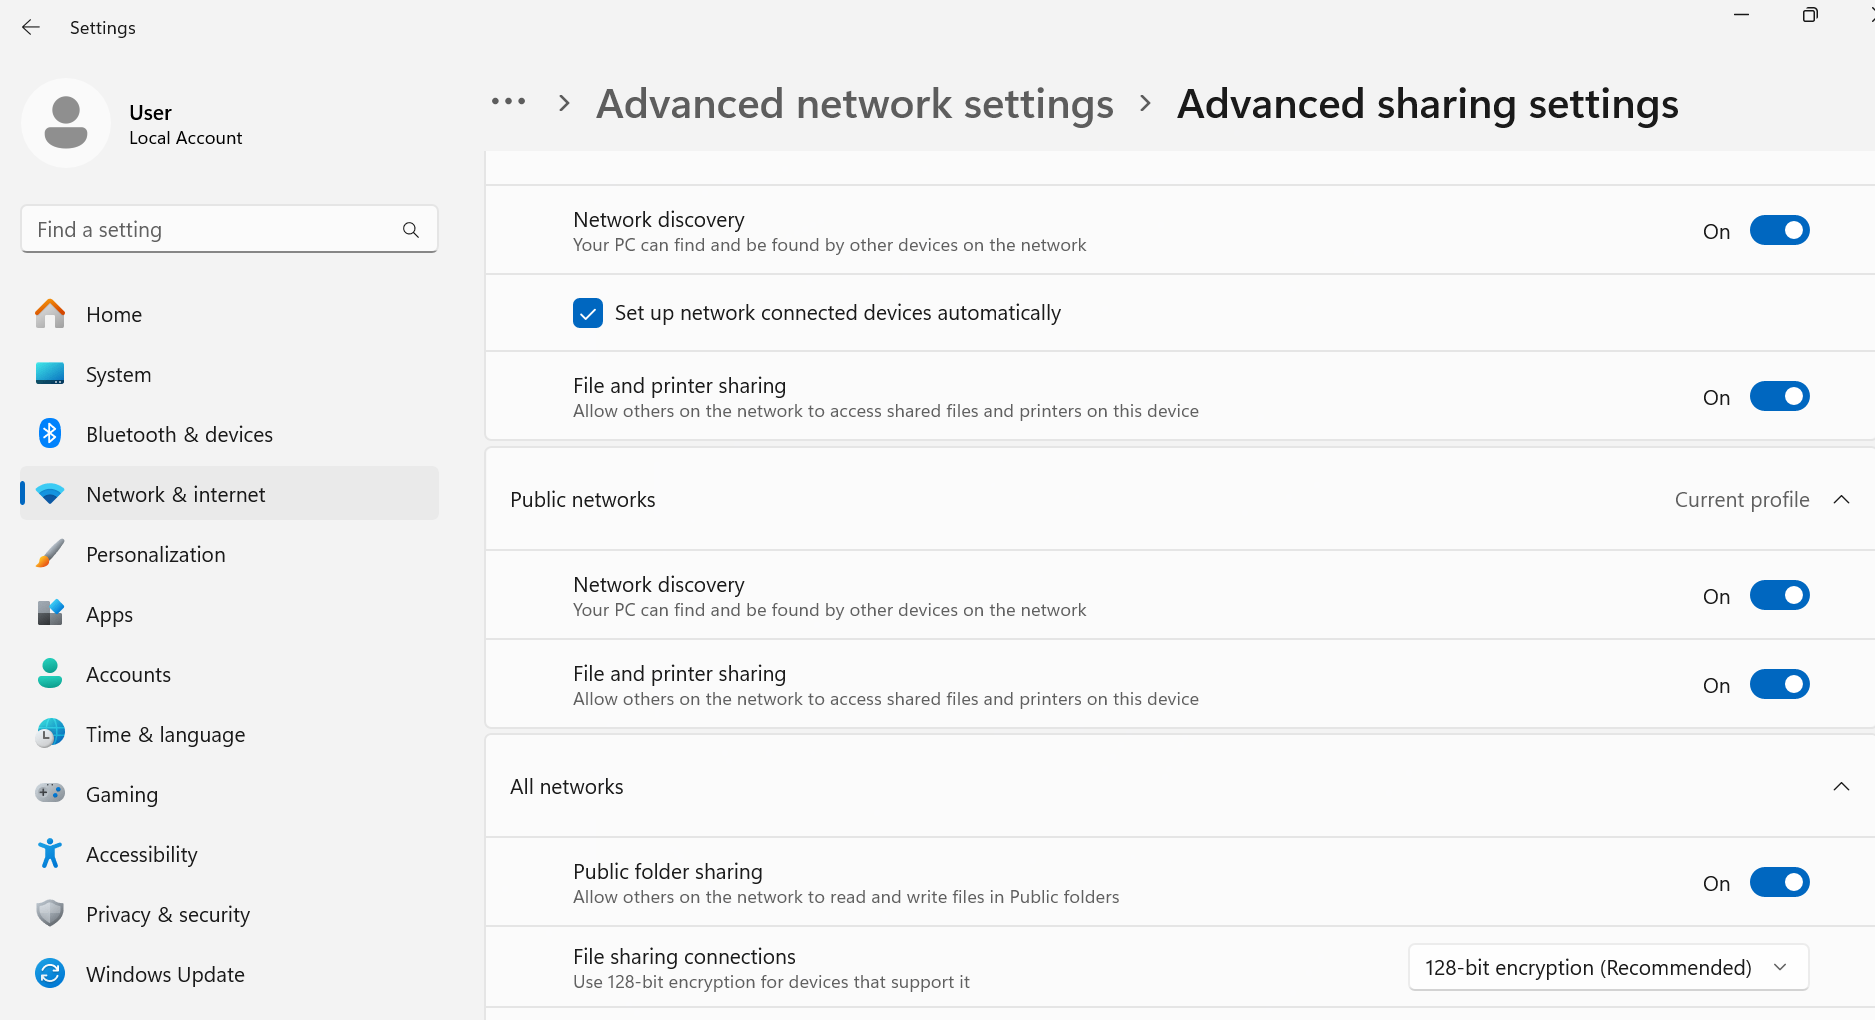 Settings
User
Local Account
Find a setting
Home
System
Bluetooth & devices
Network & internet
Personalization
Apps
Accounts
Time & language
Gaming
Accessibility
Privacy & security
Windows Update
... > Advanced network settings > Advanced sharing settings
Network discovery
Your PC can find and be found by other devices on the network
On
Set up network connected devices automatically
File and printer sharing
Allow others on the network to access shared files and printers on this device
On
Public networks
Current profile
Network discovery
Your PC can find and be found by other devices on the network
On
File and printer sharing
Allow others on the network to access shared files and printers on this device
On
All networks
Public folder sharing
Allow others on the network to read and write files in Public folders
On
File sharing connections
Use 128-bit encryption for devices that support it
128-bit encryption (Recommended)